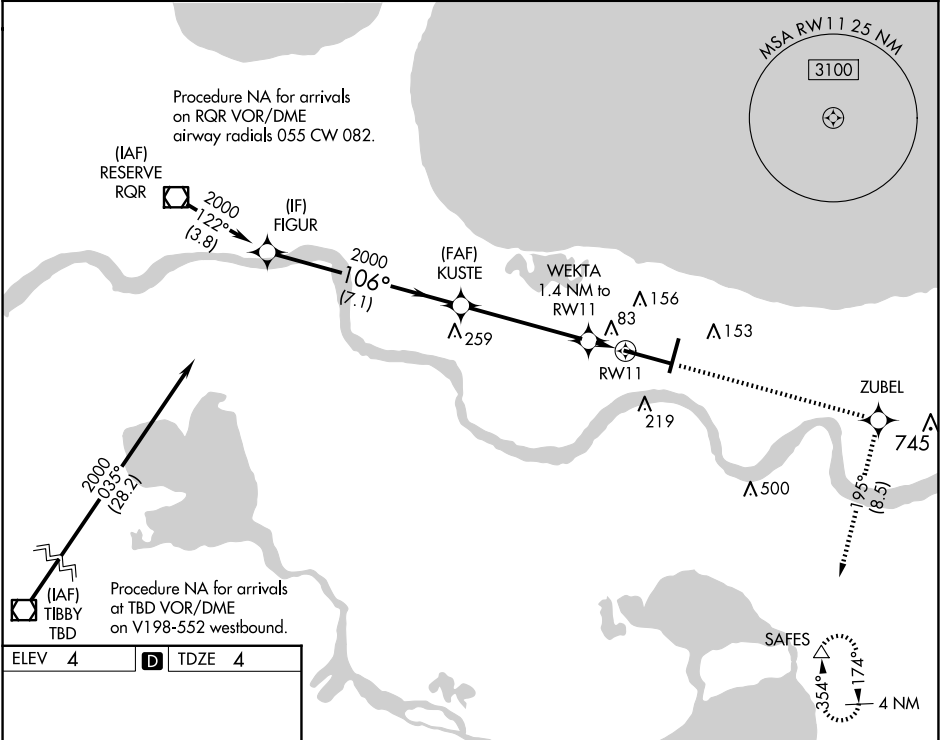 MSA RW11 25 NM
3100
Procedure NA for arrivals
on RQR VOR/DME
airway radials 055 CW 082.
(IAF)
RESERVE
RQR
2000
122°
(3.8)
(IF)
FIGUR
2000
106°
(7.1)
(FAF)
KUSTE
259
WEKTA
1.4 NM to
RW11
83
156
153
RW11
219
ZUBEL
745
500
195°
(8.5)
2000
035°
(28.2)
(IAF)
TIBBY
TBD
Procedure NA for arrivals
at TBD VOR/DME
on V198-552 westbound.
SAFES
354°
174°
4 NM
ELEV 4 D TDZE 4